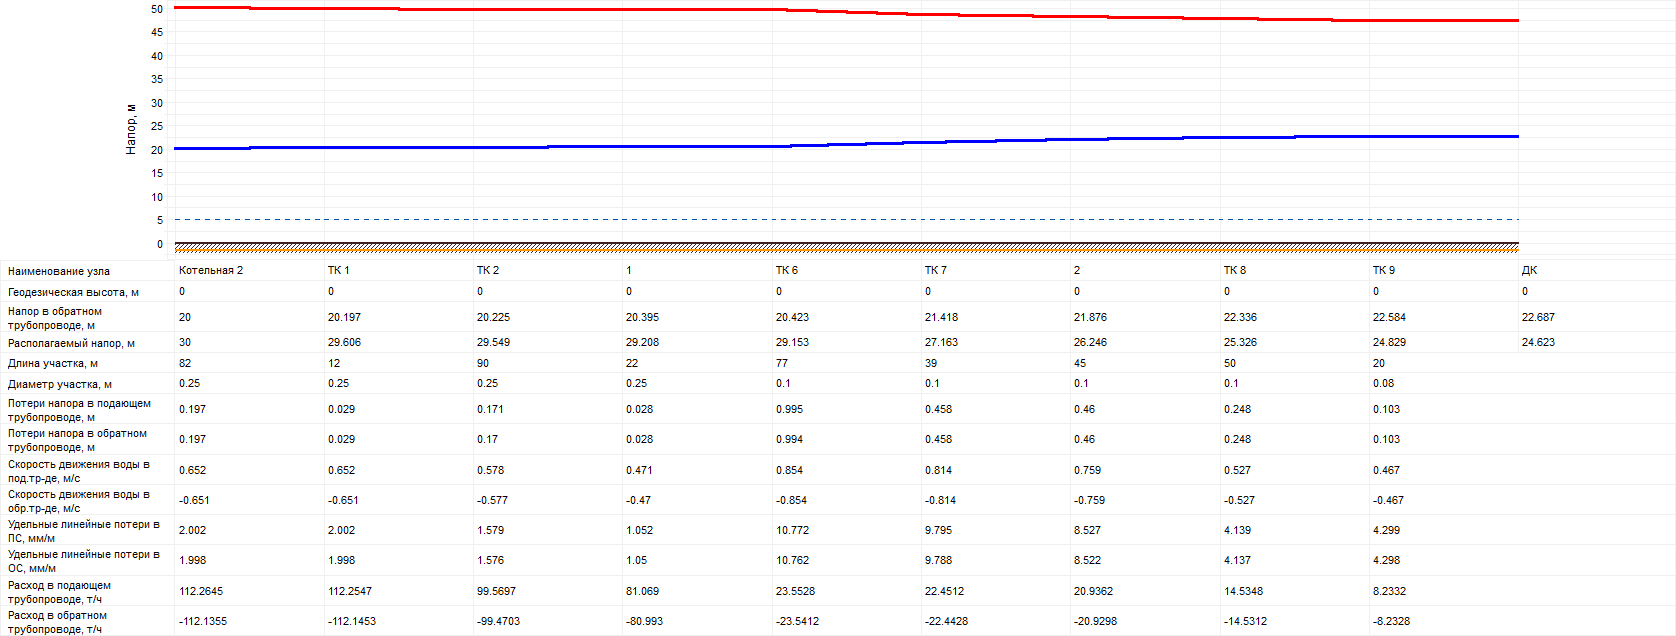 50
45
40
35
30
25
20
15
10
5
0
Напор, м
Наименование узла Котельная 2 ТК 1 ТК 2 1 ТК 6 ТК 7 2 ТК 8 ТК 9 ДК
Геодезическая высота, м 0 0 0 0 0 0 0 0 0 0
Напор в обратном
трубопроводе, м 20 20.197 20.225 20.395 20.423 21.418 21.876 22.336 22.584 22.687
Располагаемый напор, м 30 29.606 29.549 29.208 29.153 27.163 26.246 25.326 24.829 24.623
Длина участка, м 82 12 90 22 77 39 45 50 20
Диаметр участка, м 0.25 0.25 0.25 0.25 0.1 0.1 0.1 0.1 0.08
Потери напора в подающем
трубопроводе, м 0.197 0.029 0.171 0.028 0.995 0.458 0.46 0.248 0.103
Потери напора в обратном
трубопроводе, м 0.197 0.029 0.17 0.028 0.994 0.458 0.46 0.248 0.103
Скорость движения воды в
под.тр-де, м/с 0.652 0.652 0.578 0.471 0.854 0.814 0.759 0.527 0.467
Скорость движения воды в
обр.тр-де, м/с -0.651 -0.651 -0.577 -0.47 -0.854 -0.814 -0.759 -0.527 -0.467
Удельные линейные потери в
ПС, мм/м 2.002 2.002 1.579 1.052 10.772 9.795 8.527 4.139 4.299
Удельные линейные потери в
ОС, мм/м 1.998 1.998 1.576 1.05 10.762 9.788 8.522 4.137 4.298
Расход в подающем
трубопроводе, т/ч 112.2645 112.2547 99.5697 81.069 23.5528 22.4512 20.9362 14.5348 8.2332
Расход в обратном
трубопроводе, т/ч -112.1355 -112.1453 -99.4703 -80.993 -23.5412 -22.4428 -20.9298 -14.5312 -8.2328